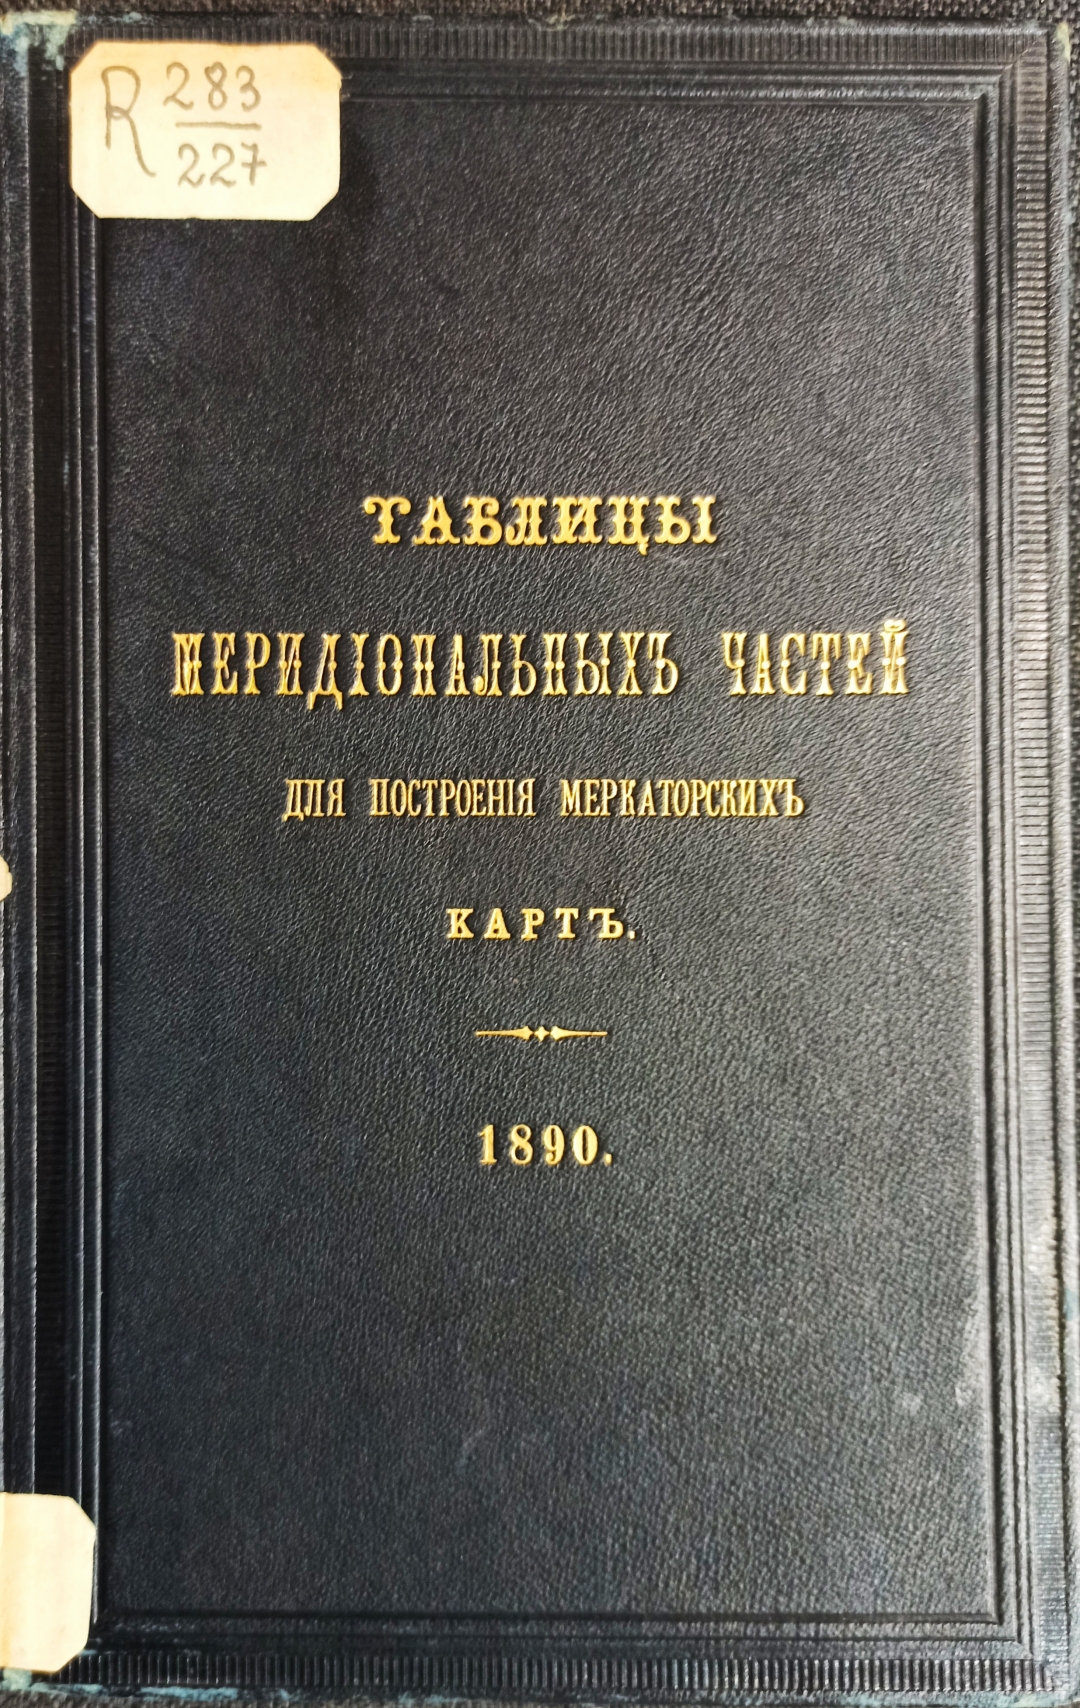 R 283
227
ТАБЛИЦЫ
МЕРИДІОНАЛЬНЫХЪ ЧАСТЕЙ
ДЛЯ ПОСТРОЕНІЯ МЕРКАТОРСКИХЪ
КАРТЪ.
1890.